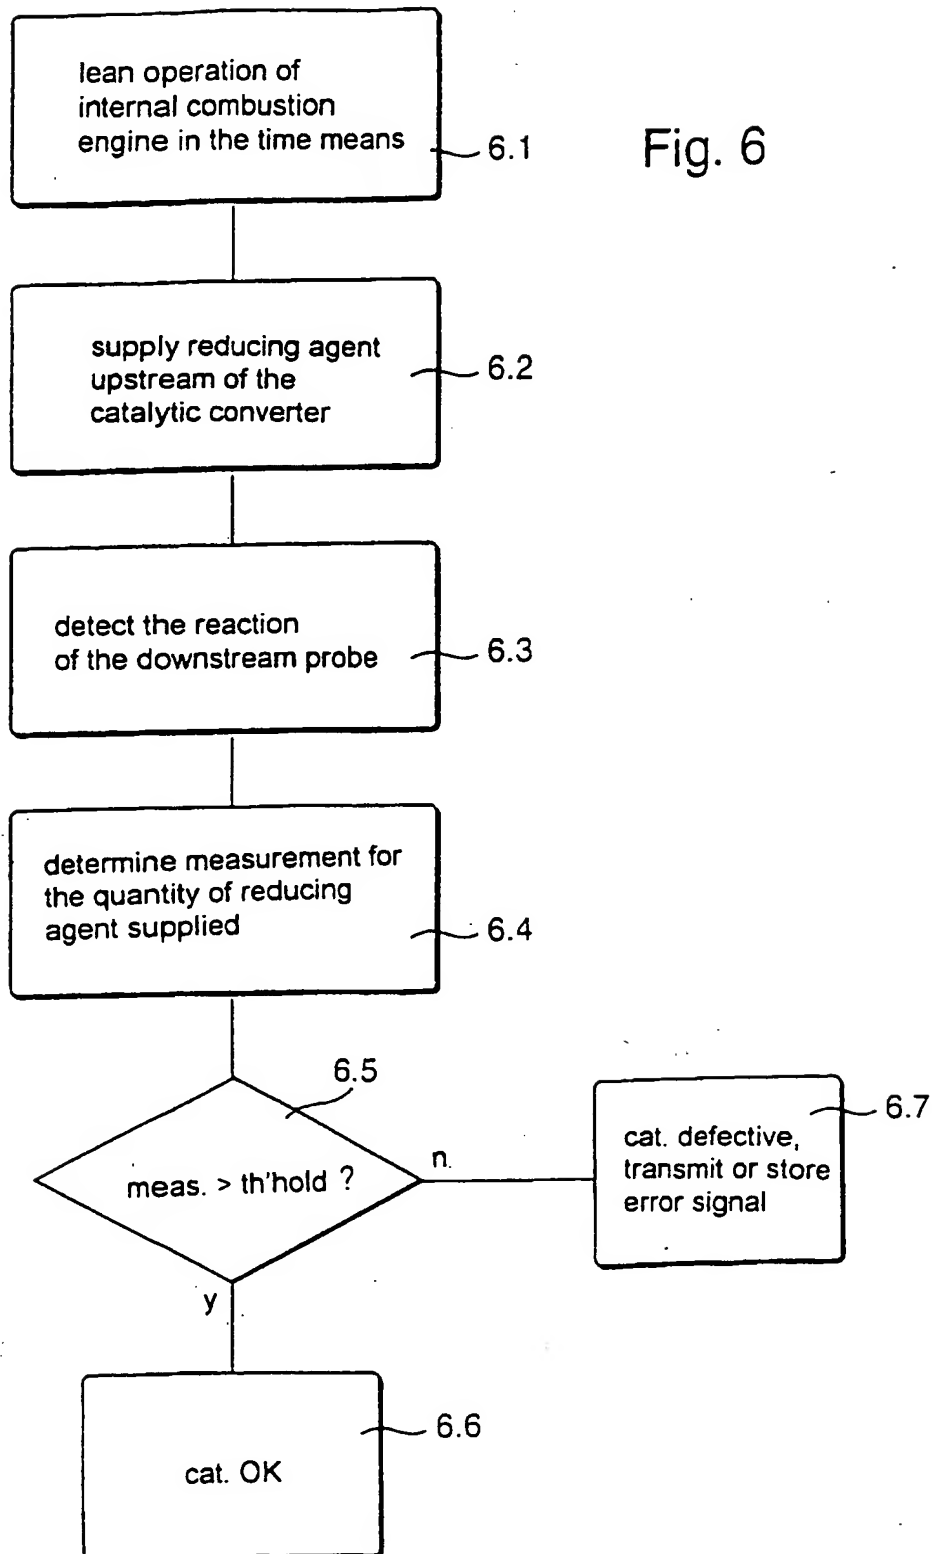 lean operation of
internal combustion
engine in the time means
6.1
Fig. 6
supply reducing agent
upstream of the
catalytic converter
6.2
detect the reaction
of the downstream probe
6.3
determine measurement for
the quantity of reducing
agent supplied
6.4
6.5
meas. > th'hold ?
n
cat. defective,
transmit or store
error signal
6.7
y
cat. OK
6.6